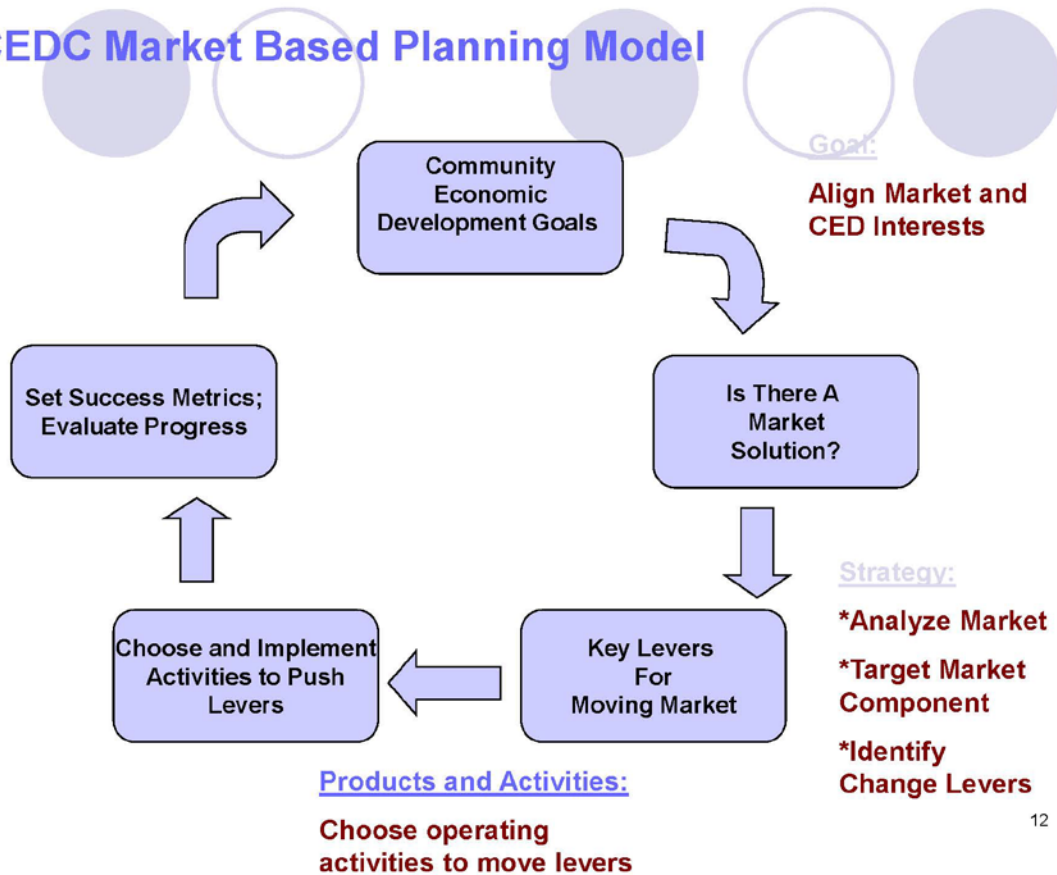 CEDC Market Based Planning Model
Goal:
Align Market and
CED Interests
Community
Economic
Development Goals
Is There A
Market
Solution?
Strategy:
*Analyze Market
*Target Market
Component
*Identify
Change Levers
Key Levers
For
Moving Market
Choose and Implement
Activities to Push
Levers
Products and Activities:
Choose operating
activities to move levers
Set Success Metrics;
Evaluate Progress
12